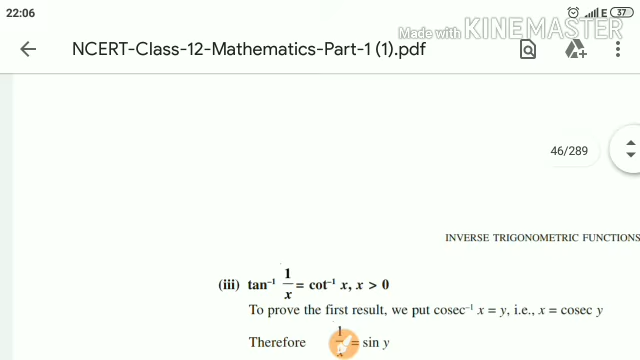 22:06
E 37
Made with KINEMASTER
NCERT-Class-12-Mathematics-Part-1 (1).pdf
46/289
INVERSE TRIGONOMETRIC FUNCTIONS
(iii) tan⁻¹ 1/x = cot⁻¹ x, x > 0
To prove the first result, we put cosec⁻¹ x = y, i.e., x = cosec y
Therefore 1/x = sin y